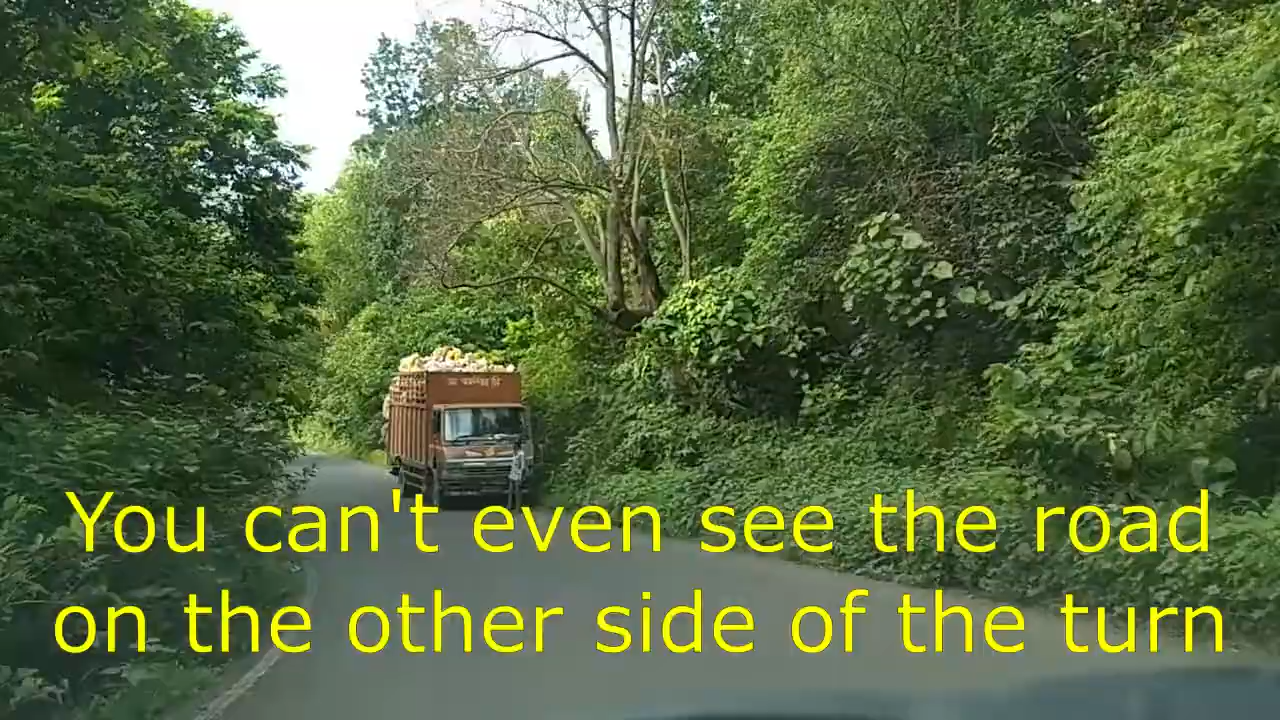 You can't even see the road
on the other side of the turn